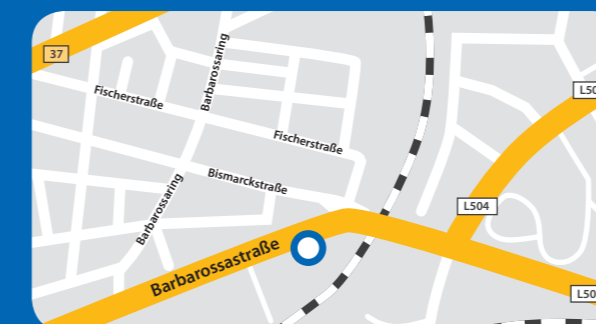 37
L50
Fischerstraße
Barbarossaring
Fischerstraße
Bismarckstraße
Barbarossaring
L504
Barbarossastraße
L50